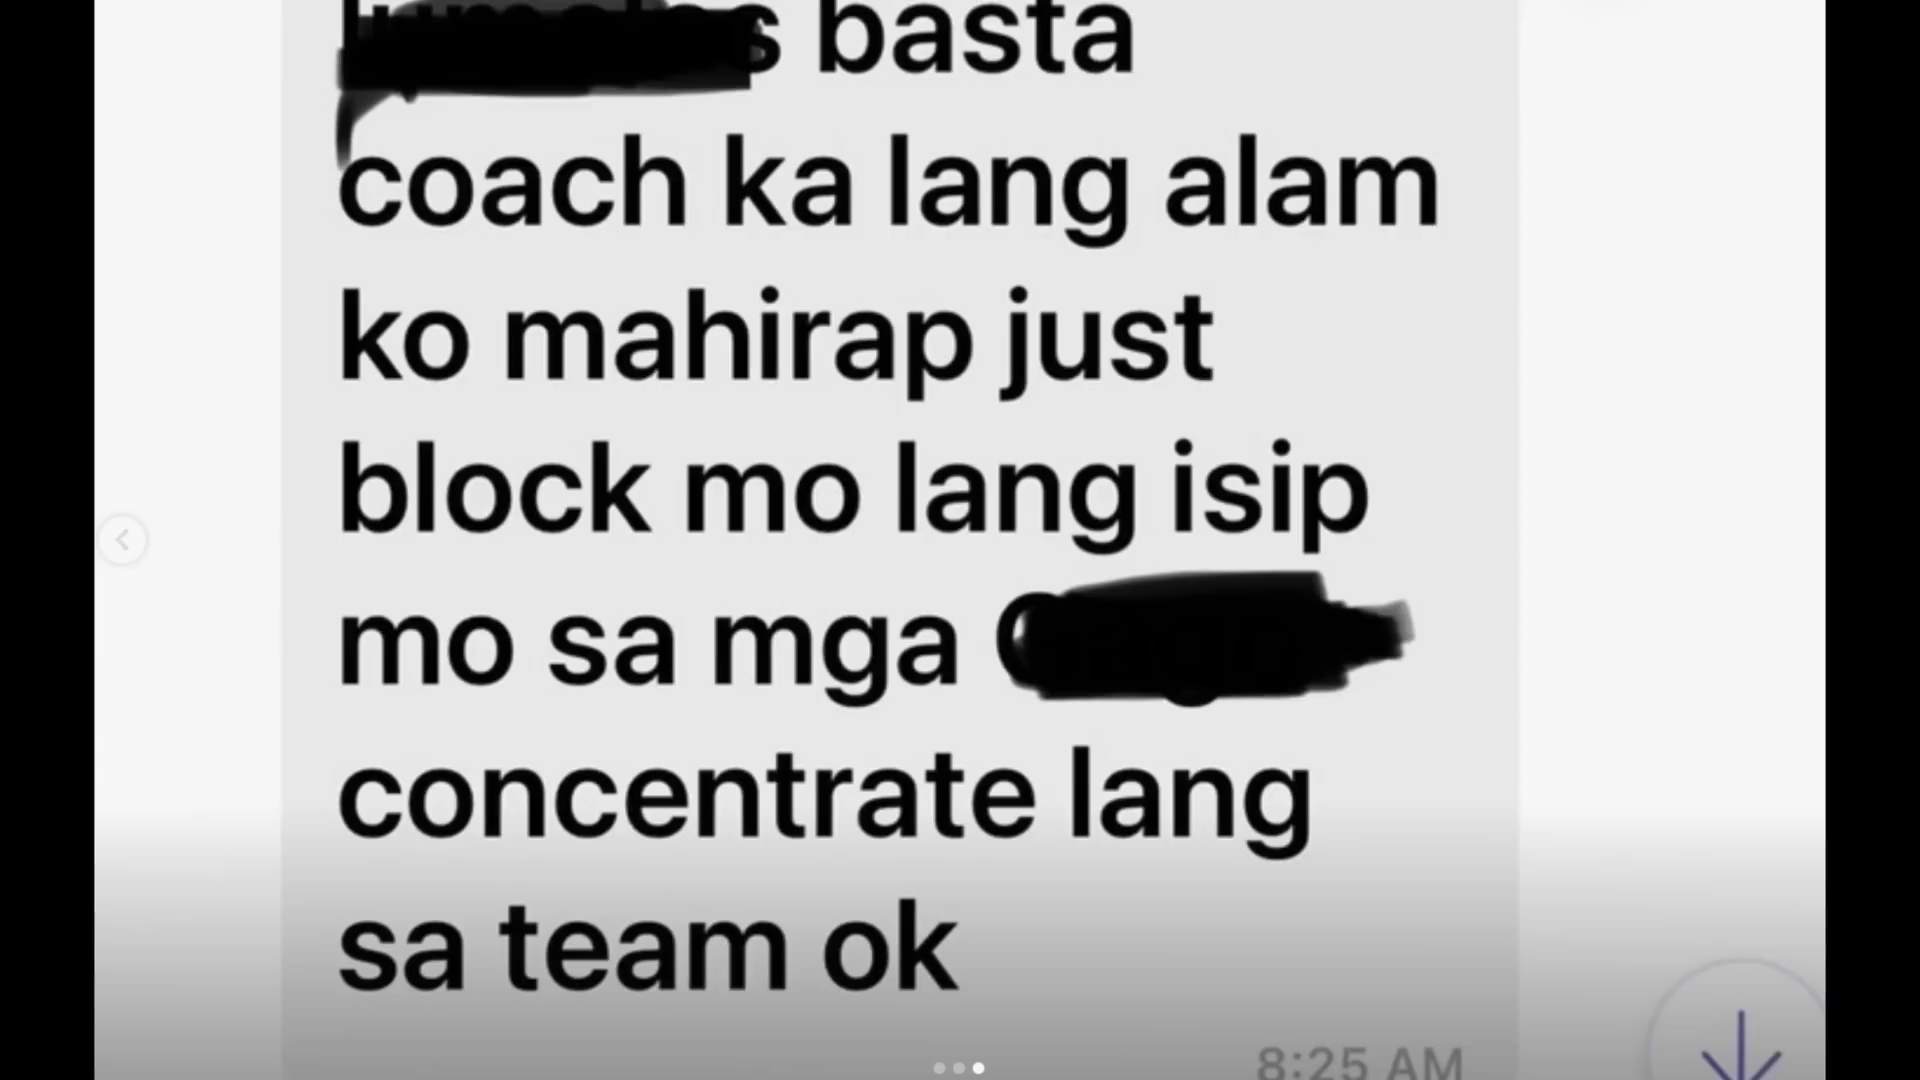 basta
coach ka lang alam
ko mahirap just
block mo lang isip
mo sa mga
concentrate lang
sa team ok
8:25 AM